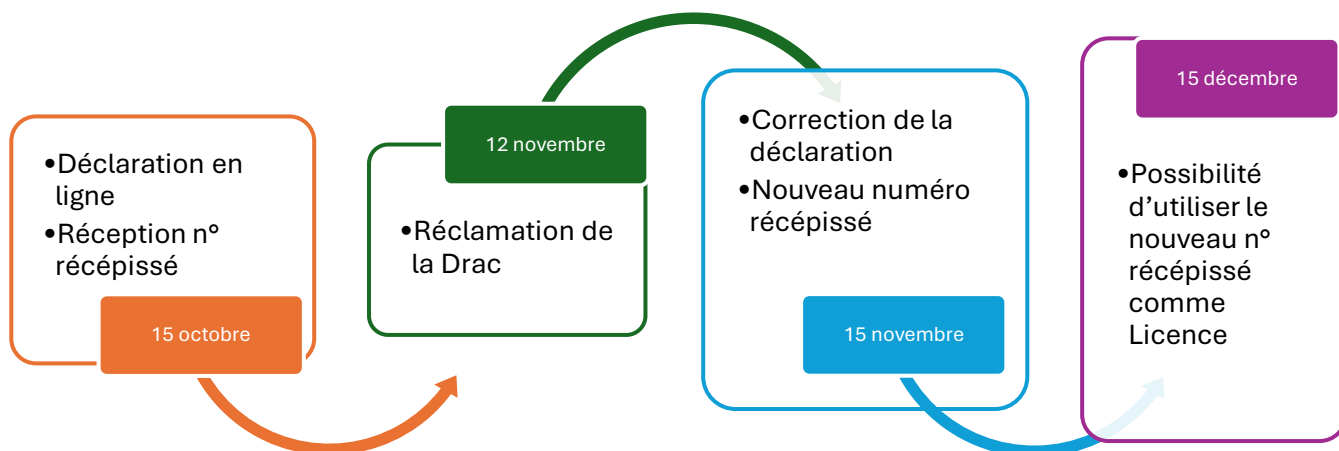 •Déclaration en
ligne
•Réception n°
récépissé
15 octobre
12 novembre
•Réclamation de
la Drac
•Correction de la
déclaration
•Nouveau numéro
récépissé
15 novembre
15 décembre
•Possibilité
d’utiliser le
nouveau n°
récépissé
comme
Licence